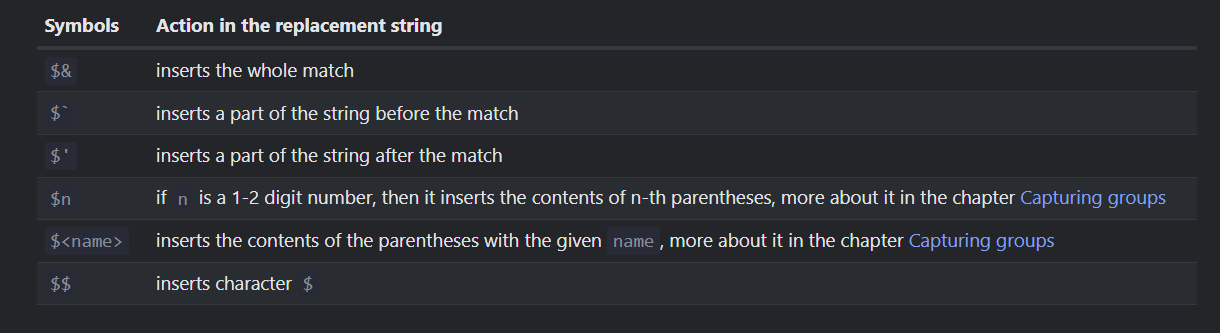 Symbols Action in the replacement string
$& inserts the whole match
$` inserts a part of the string before the match
$' inserts a part of the string after the match
$n if n is a 1-2 digit number, then it inserts the contents of n-th parentheses, more about it in the chapter Capturing groups
$<name> inserts the contents of the parentheses with the given name, more about it in the chapter Capturing groups
$$ inserts character $